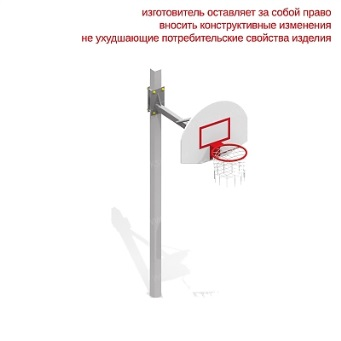 изготовитель оставляет за собой право
вносить конструктивные изменения
не ухудшающие потребительские свойства изделия